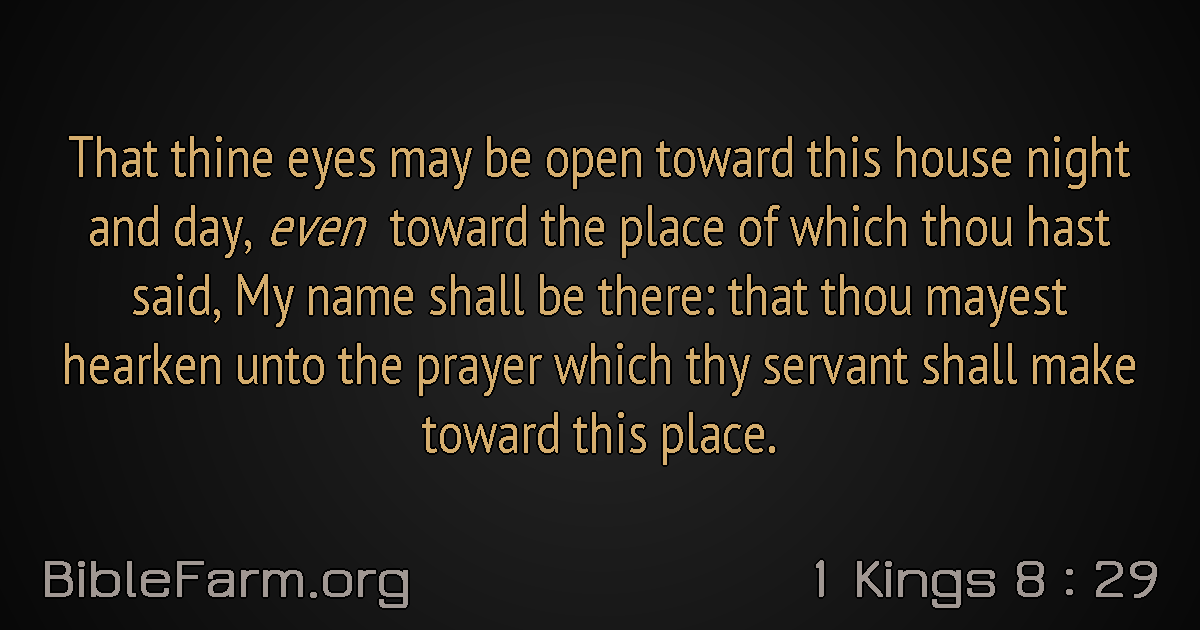 That thine eyes may be open toward this house night
and day, even toward the place of which thou hast
said, My name shall be there: that thou mayest
hearken unto the prayer which thy servant shall make
toward this place.
BibleFarm.org
1 Kings 8 : 29